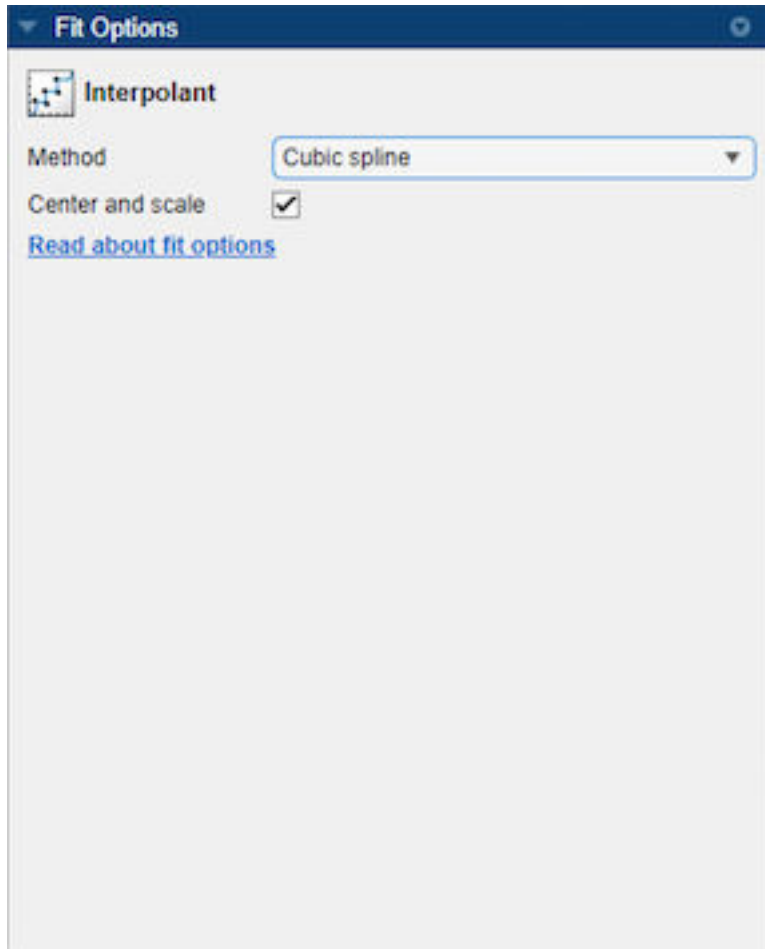 Fit Options
Interpolant
Method Cubic spline
Center and scale
Read about fit options